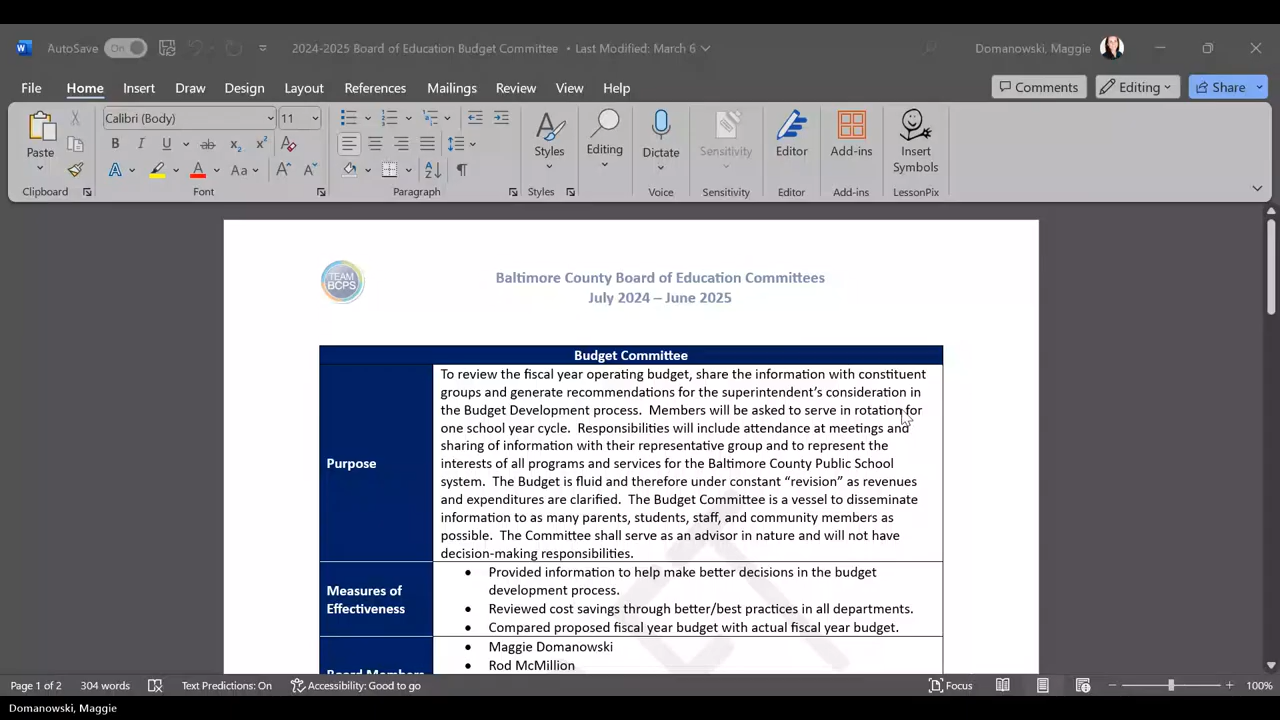 AutoSave On 2024-2025 Board of Education Budget Committee • Last Modified: March 6 Domanowski, Maggie
File Home Insert Draw Design Layout References Mailings Review View Help Comments Editing Share
Calibri (Body) 11
Paste Styles Editing Dictate Sensitivity Editor Add-ins Insert Symbols
Clipboard Font Paragraph Styles Voice Sensitivity Editor Add-ins LessonPix
TEAM
BCPS
Baltimore County Board of Education Committees
July 2024 – June 2025
Budget Committee
Purpose
To review the fiscal year operating budget, share the information with constituent
groups and generate recommendations for the superintendent's consideration in
the Budget Development process.  Members will be asked to serve in rotation for
one school year cycle.  Responsibilities will include attendance at meetings and
sharing of information with their representative group and to represent the
interests of all programs and services for the Baltimore County Public School
system.  The Budget is fluid and therefore under constant “revision” as revenues
and expenditures are clarified.  The Budget Committee is a vessel to disseminate
information to as many parents, students, staff, and community members as
possible.  The Committee shall serve as an advisor in nature and will not have
decision-making responsibilities.
Measures of
Effectiveness
• Provided information to help make better decisions in the budget
development process.
• Reviewed cost savings through better/best practices in all departments.
• Compared proposed fiscal year budget with actual fiscal year budget.
Board Members
• Maggie Domanowski
• Rod McMillion
Page 1 of 2 304 words Text Predictions: On Accessibility: Good to go Focus 100%
Domanowski, Maggie